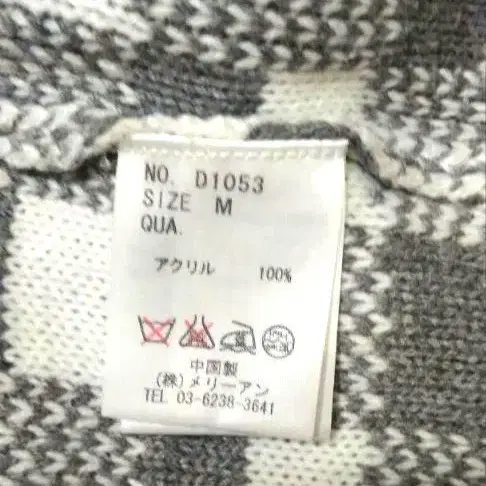 NO. D1053
SIZE M
QUA.
アクリル 100%
中国製
(株)メリーアン
TEL 03-6238-3641